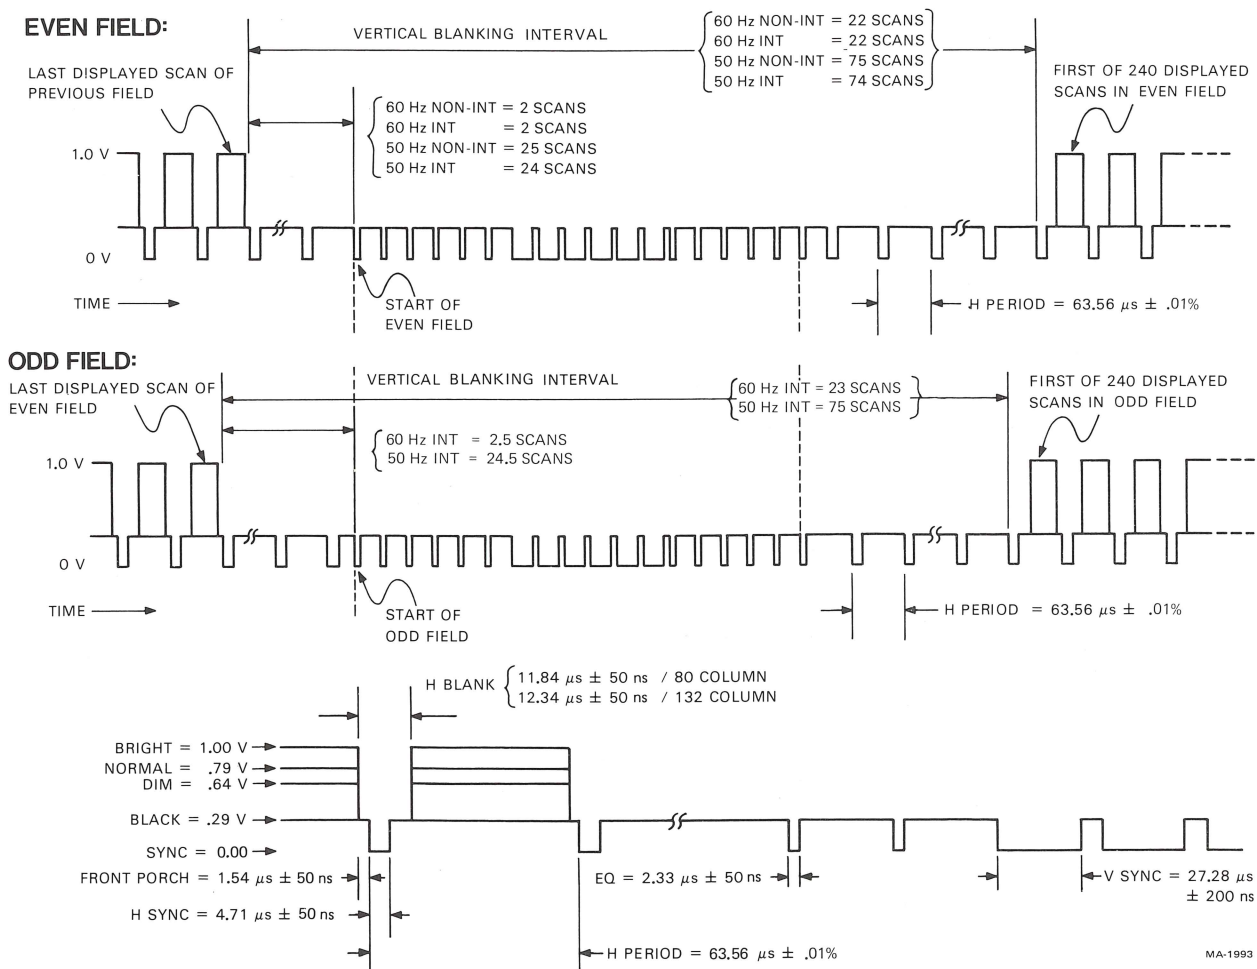 EVEN FIELD:
VERTICAL BLANKING INTERVAL
60 Hz NON-INT = 22 SCANS
60 Hz INT = 22 SCANS
50 Hz NON-INT = 75 SCANS
50 Hz INT = 74 SCANS
LAST DISPLAYED SCAN OF
PREVIOUS FIELD
FIRST OF 240 DISPLAYED
SCANS IN EVEN FIELD
60 Hz NON-INT = 2 SCANS
60 Hz INT = 2 SCANS
50 Hz NON-INT = 25 SCANS
50 Hz INT = 24 SCANS
1.0 V
0 V
TIME
START OF
EVEN FIELD
H PERIOD = 63.56 μs ± .01%
ODD FIELD:
LAST DISPLAYED SCAN OF
EVEN FIELD
VERTICAL BLANKING INTERVAL
60 Hz INT = 23 SCANS
50 Hz INT = 75 SCANS
FIRST OF 240 DISPLAYED
SCANS IN ODD FIELD
60 Hz INT = 2.5 SCANS
50 Hz INT = 24.5 SCANS
1.0 V
0 V
TIME
START OF
ODD FIELD
H PERIOD = 63.56 μs ± .01%
H BLANK
11.84 μs ± 50 ns / 80 COLUMN
12.34 μs ± 50 ns / 132 COLUMN
BRIGHT = 1.00 V
NORMAL = .79 V
DIM = .64 V
BLACK = .29 V
SYNC = 0.00
FRONT PORCH = 1.54 μs ± 50 ns
EQ = 2.33 μs ± 50 ns
V SYNC = 27.28 μs
± 200 ns
H SYNC = 4.71 μs ± 50 ns
H PERIOD = 63.56 μs ± .01%
MA-1993